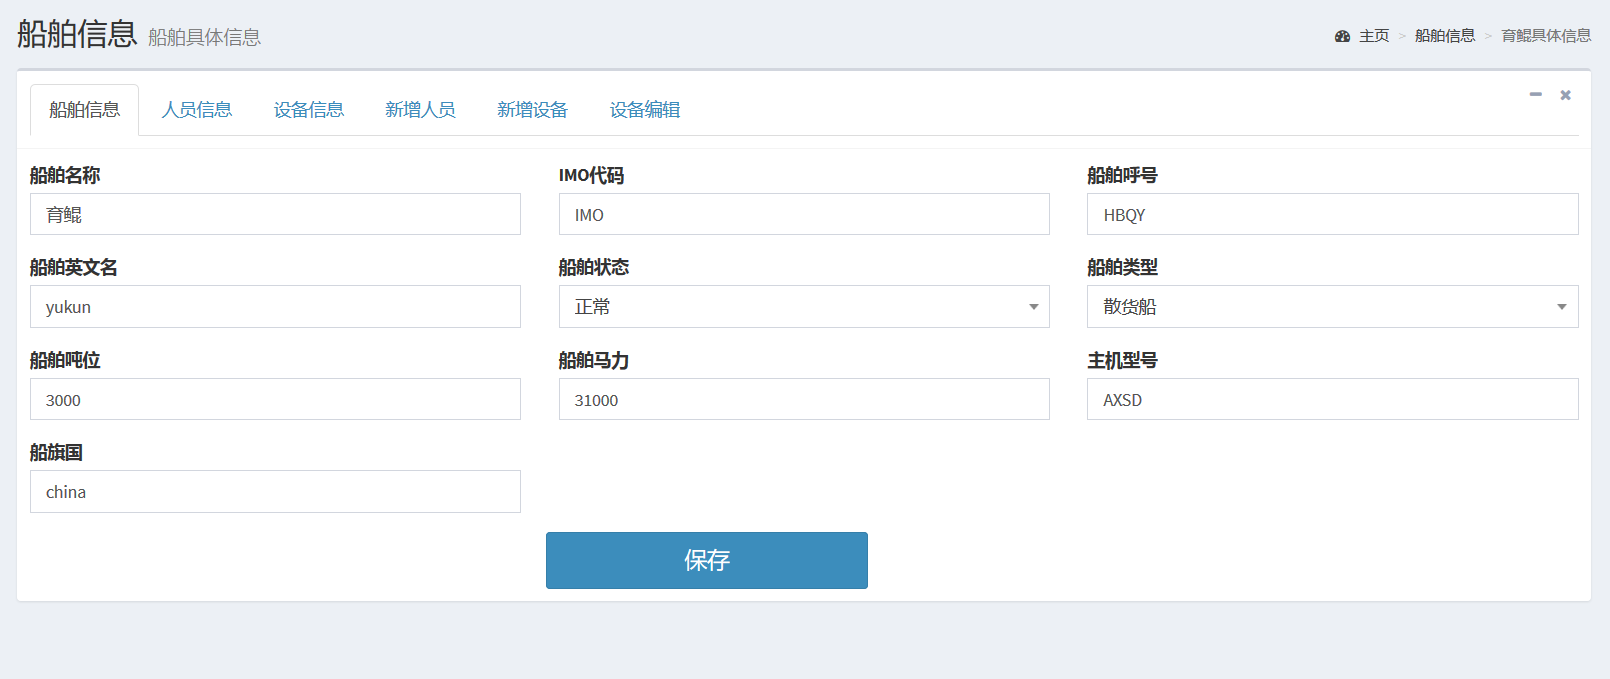 船舶信息 船舶具体信息
主页 > 船舶信息 > 育鲲具体信息
船舶信息 人员信息 设备信息 新增人员 新增设备 设备编辑
船舶名称 IMO代码 船舶呼号
育鲲 IMO HBQY
船舶英文名 船舶状态 船舶类型
yukun 正常 散货船
船舶吨位 船舶马力 主机型号
3000 31000 AXSD
船旗国
china
保存